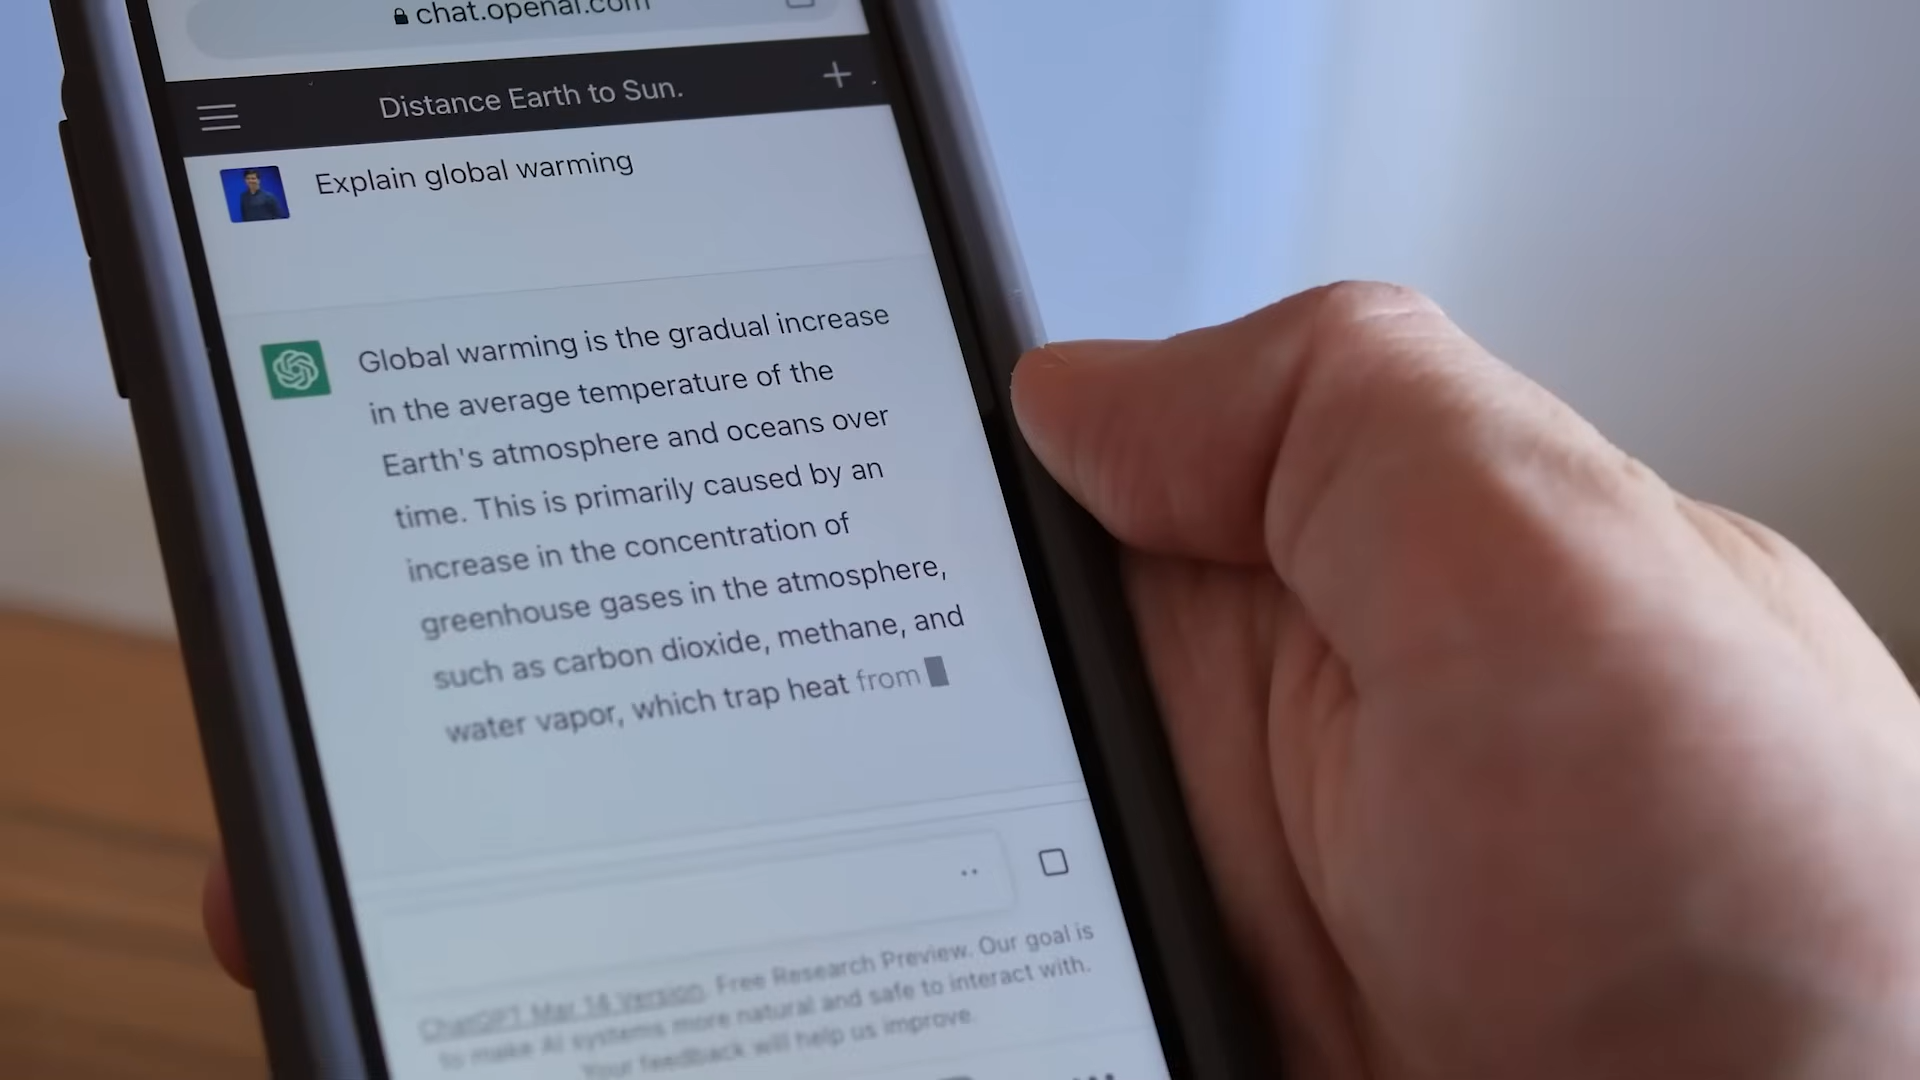 chat.openai.com
Distance Earth to Sun.
Explain global warming
Global warming is the gradual increase
in the average temperature of the
Earth's atmosphere and oceans over
time. This is primarily caused by an
increase in the concentration of
greenhouse gases in the atmosphere,
such as carbon dioxide, methane, and
water vapor, which trap heat from
ChatGPT Mar 14 Version. Free Research Preview. Our goal is
to make AI systems more natural and safe to interact with.
Your feedback will help us improve.